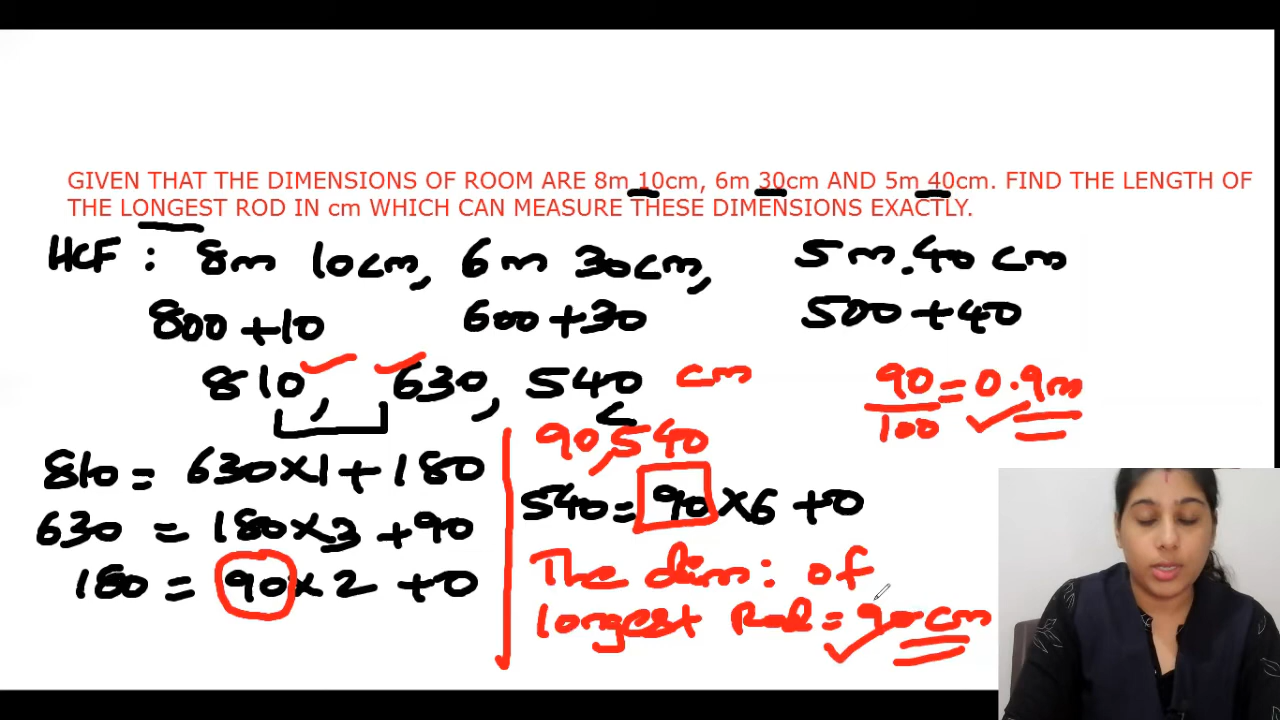 GIVEN THAT THE DIMENSIONS OF ROOM ARE 8m 10cm, 6m 30cm AND 5m 40cm. FIND THE LENGTH OF
THE LONGEST ROD IN cm WHICH CAN MEASURE THESE DIMENSIONS EXACTLY.
HCF : 8m 10cm, 6m 30cm, 5m.40 cm
800 +10 600 +30 500 +40
810, 630, 540 cm
90/100 = 0.9m
810 = 630×1+ 180
630 = 180×3 +90
180 = 90×2 +0
90,540
540= 90 ×6 +0
The dim: of
longest Rod = 90cm